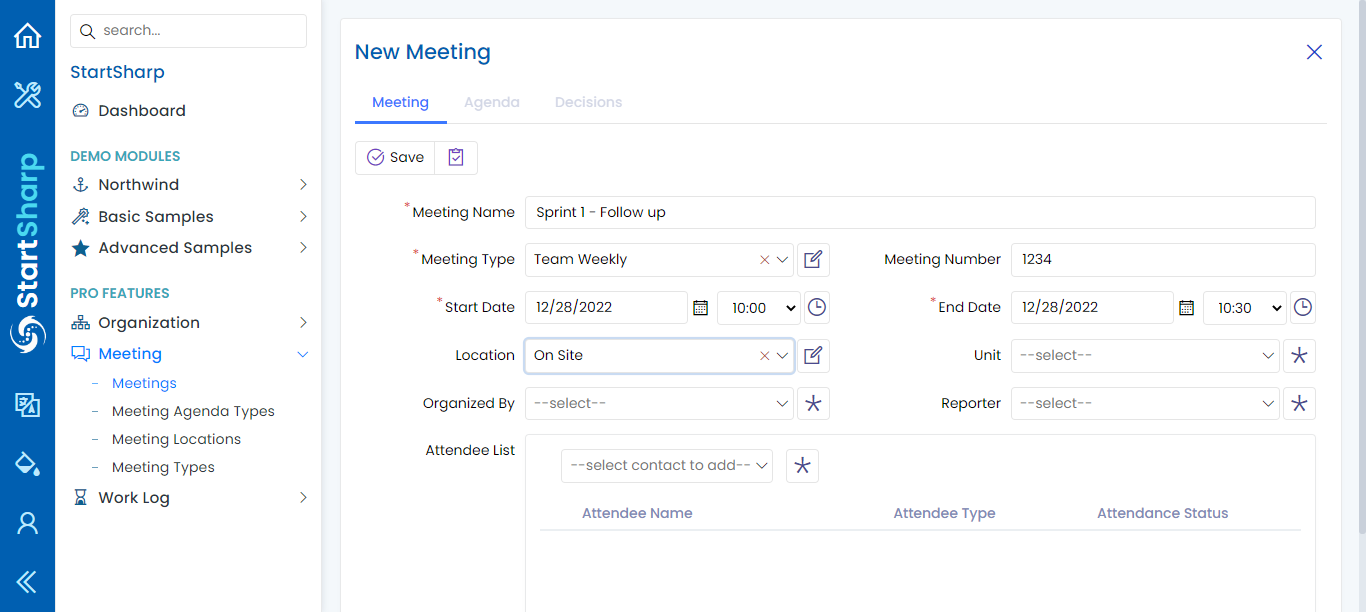 search...
StartSharp
Dashboard
DEMO MODULES
Northwind
Basic Samples
Advanced Samples
PRO FEATURES
Organization
Meeting
Meetings
Meeting Agenda Types
Meeting Locations
Meeting Types
Work Log
StartSharp
New Meeting
Meeting Agenda Decisions
Save
*Meeting Name Sprint 1 - Follow up
*Meeting Type Team Weekly Meeting Number 1234
*Start Date 12/28/2022 10:00 *End Date 12/28/2022 10:30
Location On Site Unit --select--
Organized By --select-- Reporter --select--
Attendee List --select contact to add--
Attendee Name Attendee Type Attendance Status